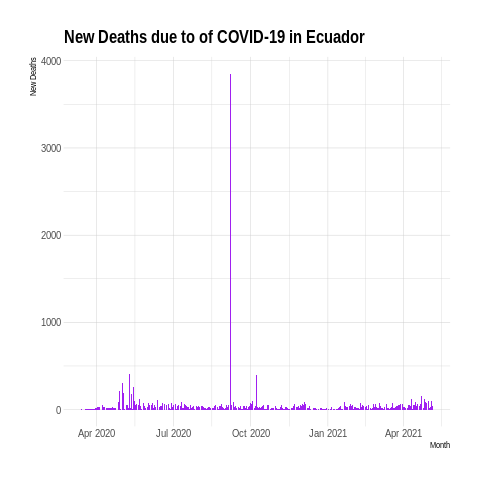 New Deaths due to of COVID-19 in Ecuador
New Deaths
4000
3000
2000
1000
0
Apr 2020 Jul 2020 Oct 2020 Jan 2021 Apr 2021
Month